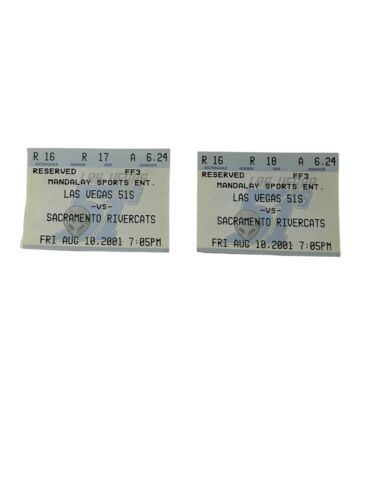 R 16 R 17 A 6.24
RESERVED FF3
MANDALAY SPORTS ENT.
LAS VEGAS 51S
-vs-
SACRAMENTO RIVERCATS
FRI AUG 10,2001 7:05PM
R 16 R 18 A 6.24
RESERVED FF3
MANDALAY SPORTS ENT.
LAS VEGAS 51S
-vs-
SACRAMENTO RIVERCATS
FRI AUG 10,2001 7:05PM